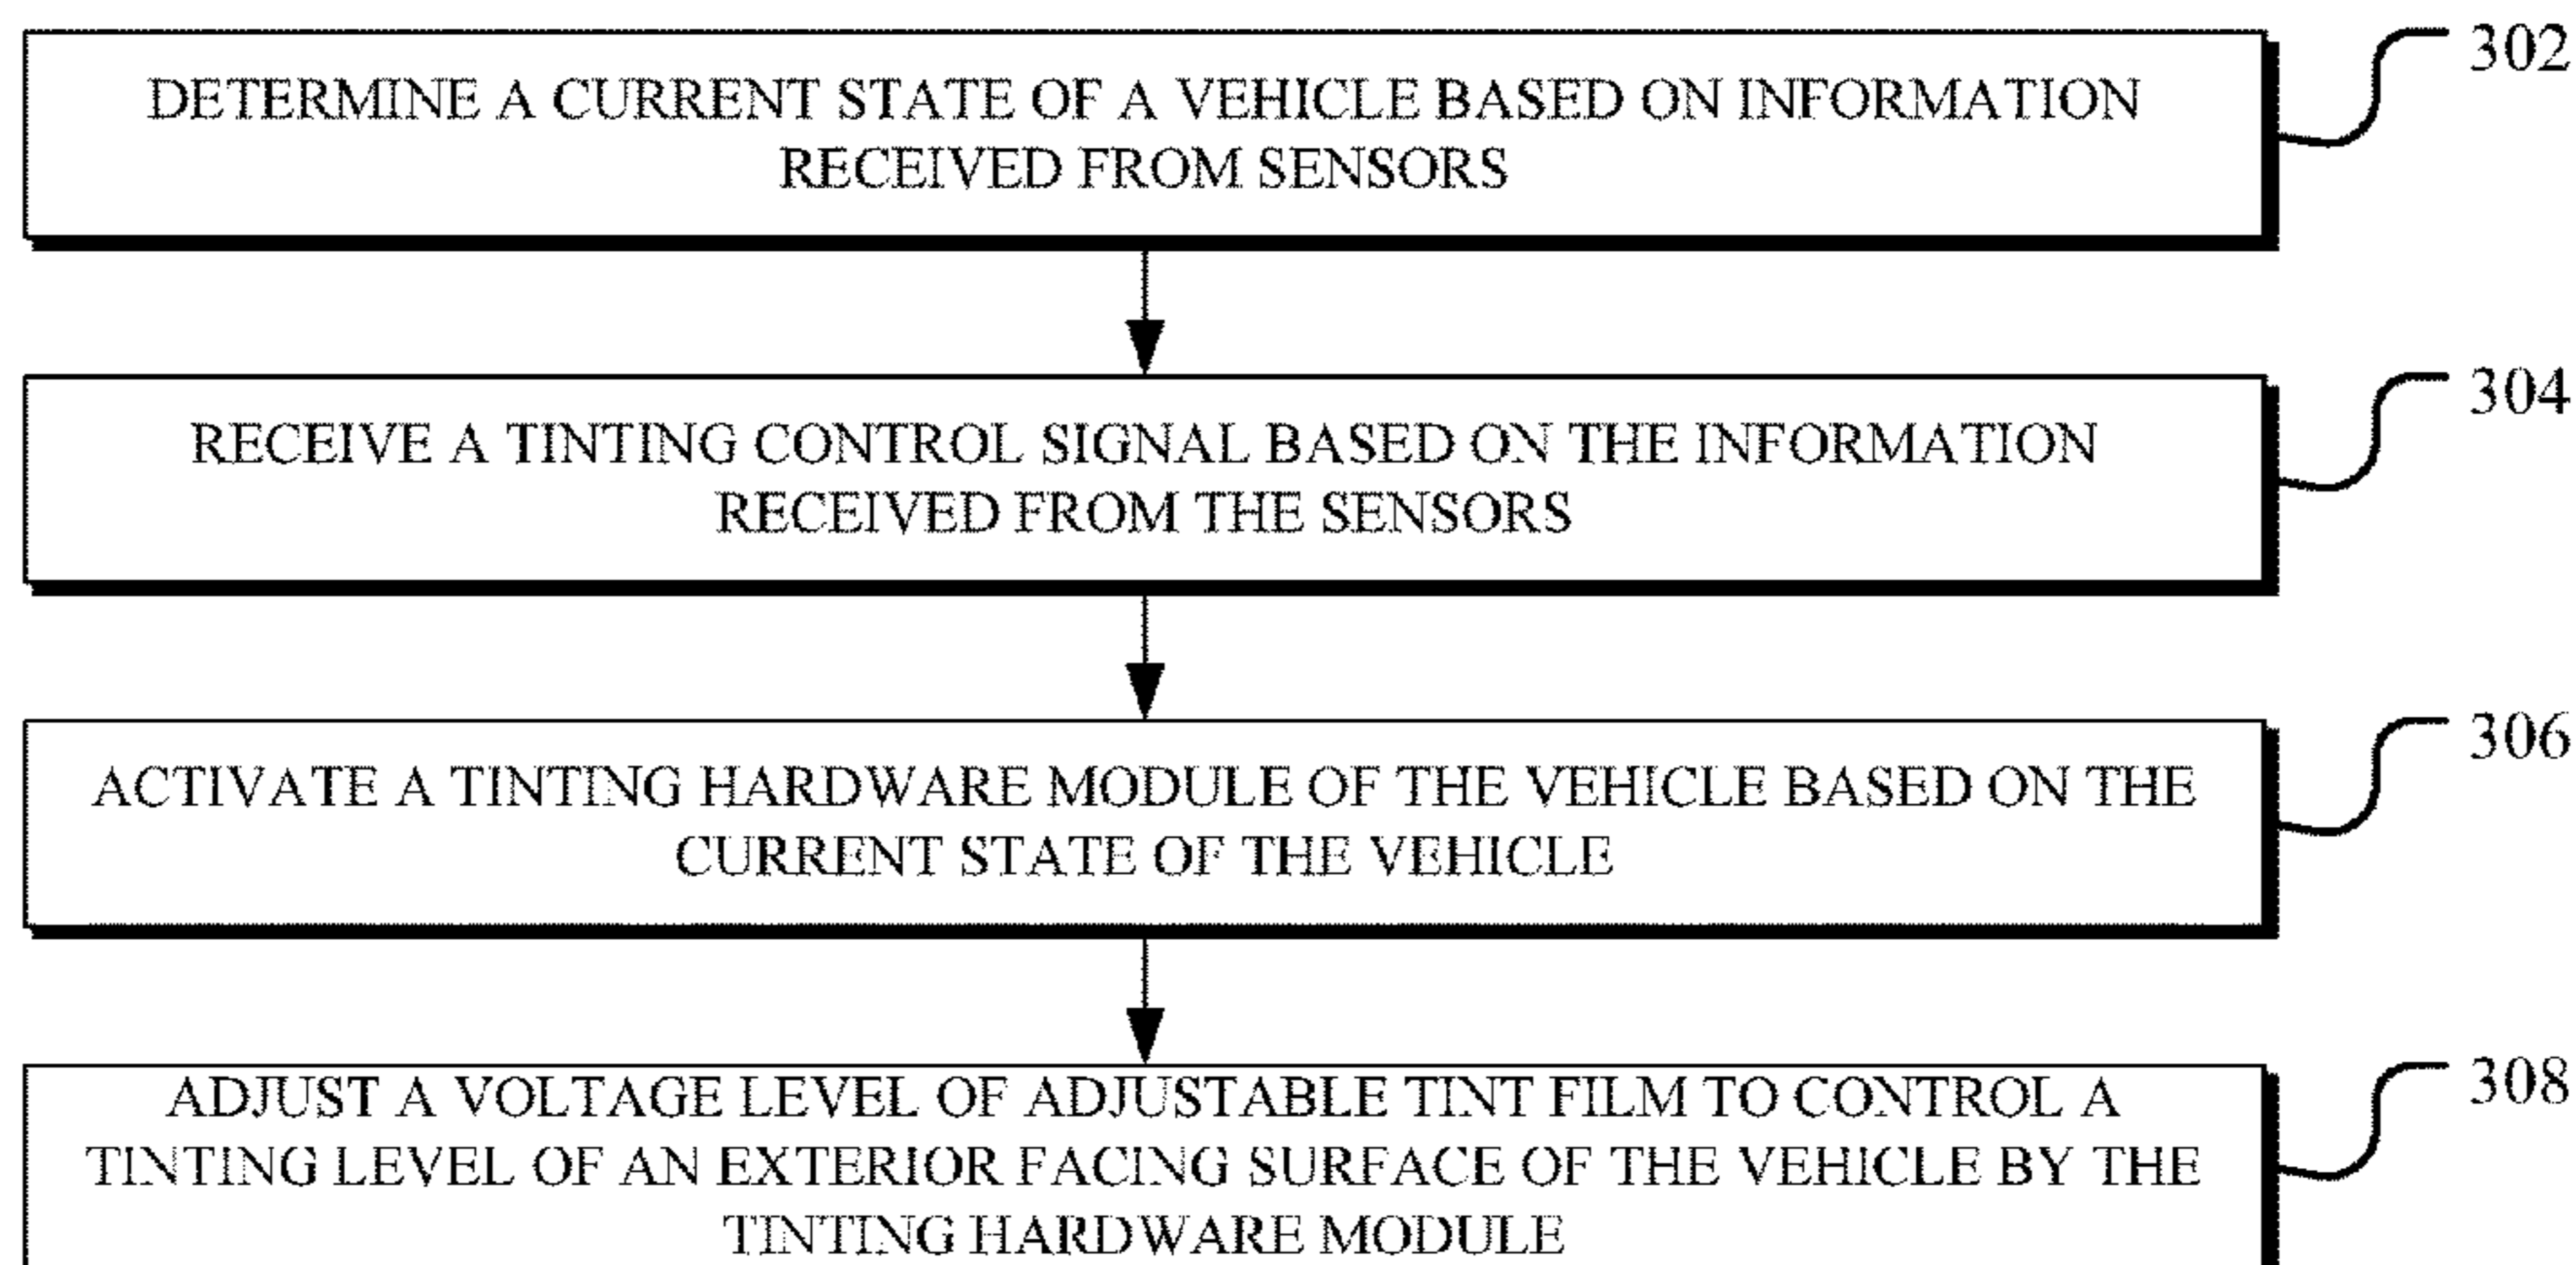 302
DETERMINE A CURRENT STATE OF A VEHICLE BASED ON INFORMATION
RECEIVED FROM SENSORS
304
RECEIVE A TINTING CONTROL SIGNAL BASED ON THE INFORMATION
RECEIVED FROM THE SENSORS
306
ACTIVATE A TINTING HARDWARE MODULE OF THE VEHICLE BASED ON THE
CURRENT STATE OF THE VEHICLE
308
ADJUST A VOLTAGE LEVEL OF ADJUSTABLE TINT FILM TO CONTROL A
TINTING LEVEL OF AN EXTERIOR FACING SURFACE OF THE VEHICLE BY THE
TINTING HARDWARE MODULE